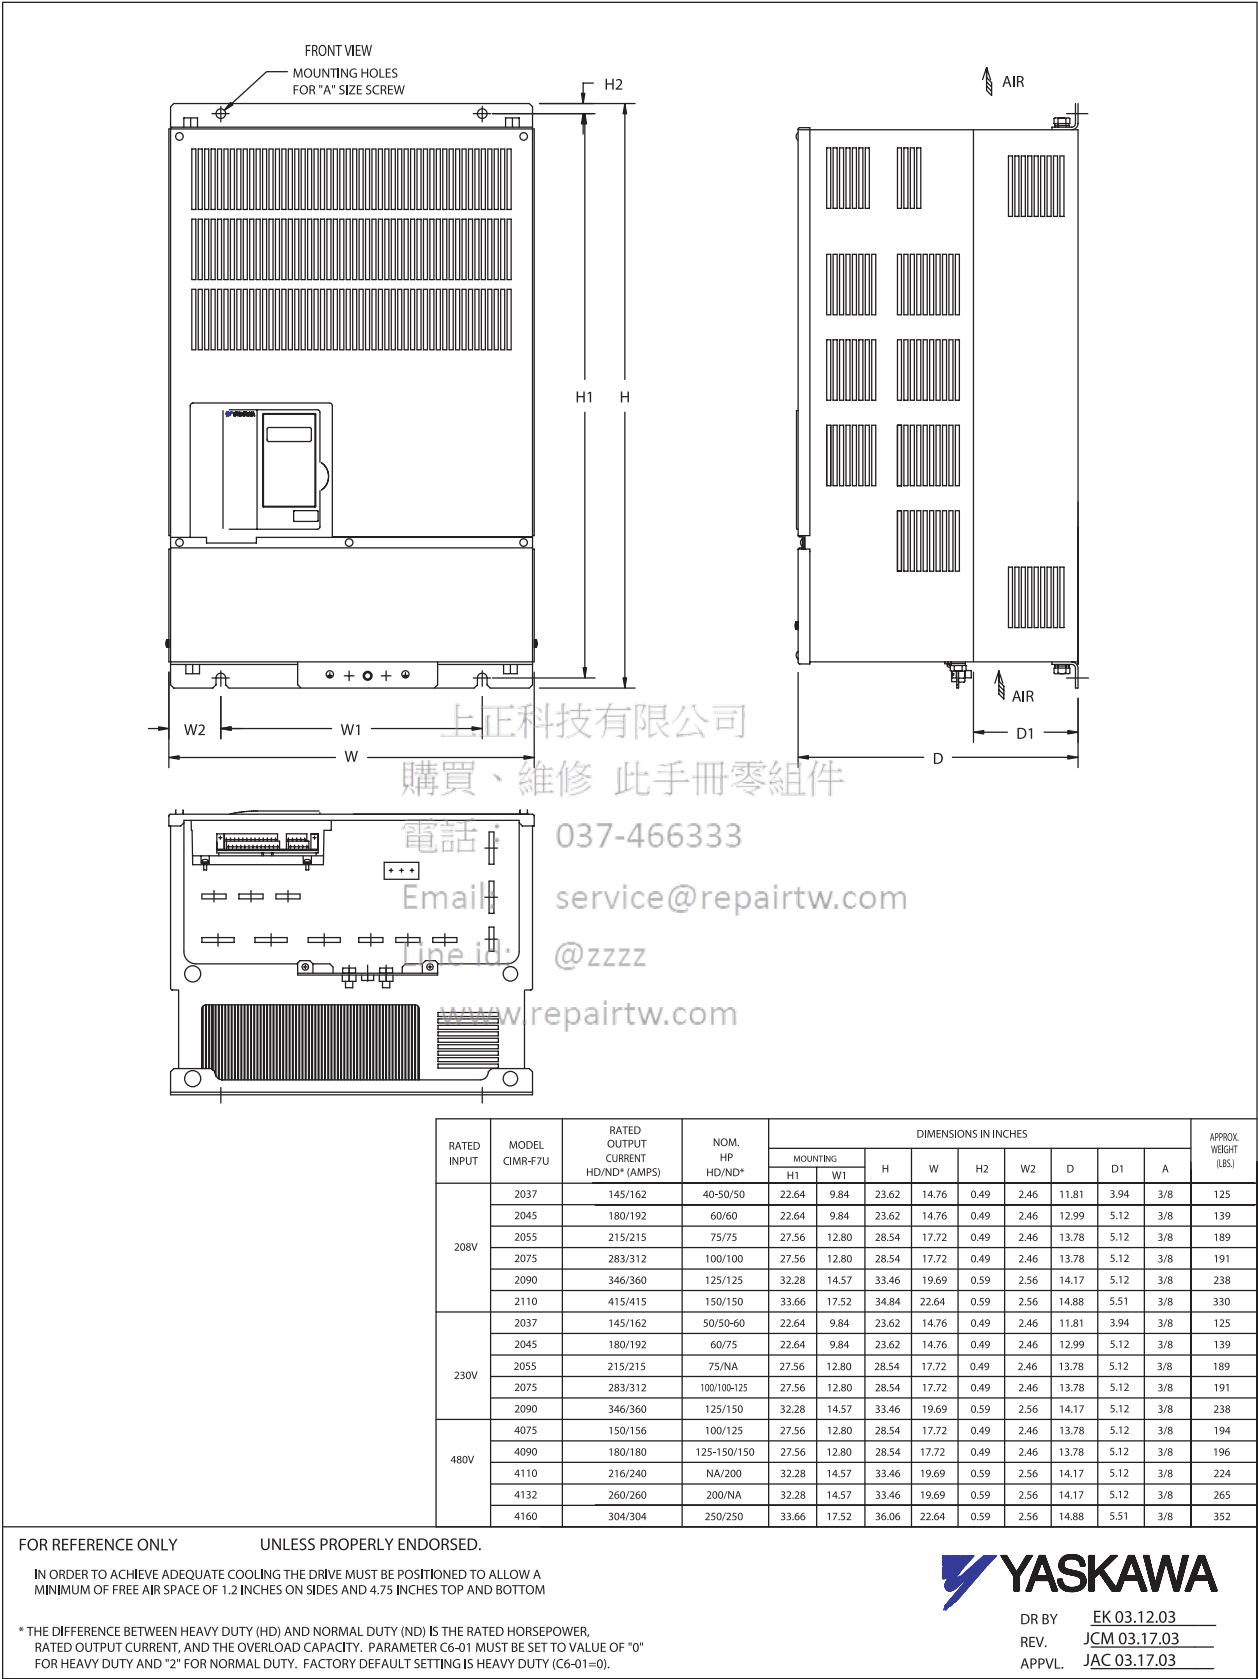 FRONT VIEW
MOUNTING HOLES
FOR "A" SIZE SCREW
H2
AIR
H1 H
YASKAWA
AIR
W2 W1
W
D1
D
上正科技有限公司
購買、維修 此手冊零組件
電話： 037-466333
Email: service@repairtw.com
Line id: @zzzz
www.repairtw.com
RATED INPUT | MODEL CIMR-F7U | RATED OUTPUT CURRENT HD/ND* (AMPS) | NOM. HP HD/ND* | DIMENSIONS IN INCHES | APPROX. WEIGHT (LBS.)
MOUNTING
H1 W1 H W H2 W2 D D1 A
208V
2037 145/162 40-50/50 22.64 9.84 23.62 14.76 0.49 2.46 11.81 3.94 3/8 125
2045 180/192 60/60 22.64 9.84 23.62 14.76 0.49 2.46 12.99 5.12 3/8 139
2055 215/215 75/75 27.56 12.80 28.54 17.72 0.49 2.46 13.78 5.12 3/8 189
2075 283/312 100/100 27.56 12.80 28.54 17.72 0.49 2.46 13.78 5.12 3/8 191
2090 346/360 125/125 32.28 14.57 33.46 19.69 0.59 2.56 14.17 5.12 3/8 238
2110 415/415 150/150 33.66 17.52 34.84 22.64 0.59 2.56 14.88 5.51 3/8 330
230V
2037 145/162 50/50-60 22.64 9.84 23.62 14.76 0.49 2.46 11.81 3.94 3/8 125
2045 180/192 60/75 22.64 9.84 23.62 14.76 0.49 2.46 12.99 5.12 3/8 139
2055 215/215 75/NA 27.56 12.80 28.54 17.72 0.49 2.46 13.78 5.12 3/8 189
2075 283/312 100/100-125 27.56 12.80 28.54 17.72 0.49 2.46 13.78 5.12 3/8 191
2090 346/360 125/150 32.28 14.57 33.46 19.69 0.59 2.56 14.17 5.12 3/8 238
480V
4075 150/156 100/125 27.56 12.80 28.54 17.72 0.49 2.46 13.78 5.12 3/8 194
4090 180/180 125-150/150 27.56 12.80 28.54 17.72 0.49 2.46 13.78 5.12 3/8 196
4110 216/240 NA/200 32.28 14.57 33.46 19.69 0.59 2.56 14.17 5.12 3/8 224
4132 260/260 200/NA 32.28 14.57 33.46 19.69 0.59 2.56 14.17 5.12 3/8 265
4160 304/304 250/250 33.66 17.52 36.06 22.64 0.59 2.56 14.88 5.51 3/8 352
FOR REFERENCE ONLY UNLESS PROPERLY ENDORSED.
IN ORDER TO ACHIEVE ADEQUATE COOLING THE DRIVE MUST BE POSITIONED TO ALLOW A
MINIMUM OF FREE AIR SPACE OF 1.2 INCHES ON SIDES AND 4.75 INCHES TOP AND BOTTOM
* THE DIFFERENCE BETWEEN HEAVY DUTY (HD) AND NORMAL DUTY (ND) IS THE RATED HORSEPOWER,
RATED OUTPUT CURRENT, AND THE OVERLOAD CAPACITY. PARAMETER C6-01 MUST BE SET TO VALUE OF "0"
FOR HEAVY DUTY AND "2" FOR NORMAL DUTY. FACTORY DEFAULT SETTING IS HEAVY DUTY (C6-01=0).
YASKAWA
DR BY EK 03.12.03
REV. JCM 03.17.03
APPVL. JAC 03.17.03